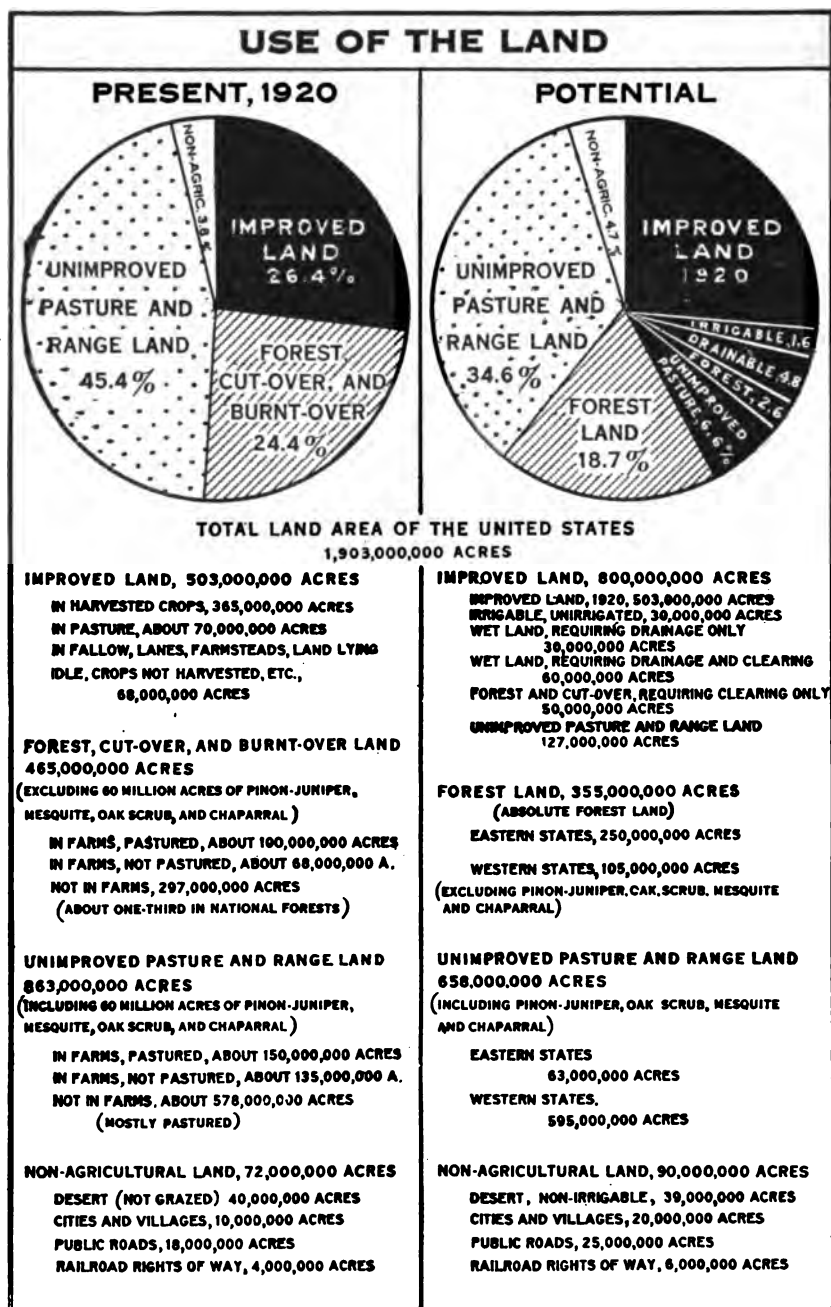 USE OF THE LAND
PRESENT, 1920
NON-AGRIC. 3.8%
IMPROVED
LAND
26.4%
UNIMPROVED
PASTURE AND
RANGE LAND
45.4%
FOREST,
CUT-OVER, AND
BURNT-OVER
24.4%
POTENTIAL
NON-AGRIC. 4.7%
IMPROVED
LAND
1920
IRRIGABLE, 1.6
DRAINABLE, 4.8
FOREST, 2.6
UNIMPROVED
PASTURE, 6.6%
UNIMPROVED
PASTURE AND
RANGE LAND
34.6%
FOREST
LAND
18.7%
TOTAL LAND AREA OF THE UNITED STATES
1,903,000,000 ACRES
IMPROVED LAND, 503,000,000 ACRES
IN HARVESTED CROPS, 365,000,000 ACRES
IN PASTURE, ABOUT 70,000,000 ACRES
IN FALLOW, LANES, FARMSTEADS, LAND LYING
IDLE, CROPS NOT HARVESTED, ETC.,
68,000,000 ACRES
FOREST, CUT-OVER, AND BURNT-OVER LAND
465,000,000 ACRES
(EXCLUDING 60 MILLION ACRES OF PINON-JUNIPER,
MESQUITE, OAK SCRUB, AND CHAPARRAL)
IN FARMS, PASTURED, ABOUT 100,000,000 ACRES
IN FARMS, NOT PASTURED, ABOUT 68,000,000 A.
NOT IN FARMS, 297,000,000 ACRES
(ABOUT ONE-THIRD IN NATIONAL FORESTS)
UNIMPROVED PASTURE AND RANGE LAND
863,000,000 ACRES
(INCLUDING 60 MILLION ACRES OF PINON-JUNIPER,
MESQUITE, OAK SCRUB, AND CHAPARRAL)
IN FARMS, PASTURED, ABOUT 150,000,000 ACRES
IN FARMS, NOT PASTURED, ABOUT 135,000,000 A.
NOT IN FARMS, ABOUT 578,000,000 ACRES
(MOSTLY PASTURED)
NON-AGRICULTURAL LAND, 72,000,000 ACRES
DESERT (NOT GRAZED) 40,000,000 ACRES
CITIES AND VILLAGES, 10,000,000 ACRES
PUBLIC ROADS, 18,000,000 ACRES
RAILROAD RIGHTS OF WAY, 4,000,000 ACRES
IMPROVED LAND, 800,000,000 ACRES
IMPROVED LAND, 1920, 503,000,000 ACRES
IRRIGABLE, UNIRRIGATED, 30,000,000 ACRES
WET LAND, REQUIRING DRAINAGE ONLY
30,000,000 ACRES
WET LAND, REQUIRING DRAINAGE AND CLEARING
60,000,000 ACRES
FOREST AND CUT-OVER, REQUIRING CLEARING ONLY
50,000,000 ACRES
UNIMPROVED PASTURE AND RANGE LAND
127,000,000 ACRES
FOREST LAND, 355,000,000 ACRES
(ABSOLUTE FOREST LAND)
EASTERN STATES, 250,000,000 ACRES
WESTERN STATES, 105,000,000 ACRES
(EXCLUDING PINON-JUNIPER, OAK, SCRUB, MESQUITE
AND CHAPARRAL)
UNIMPROVED PASTURE AND RANGE LAND
658,000,000 ACRES
(INCLUDING PINON-JUNIPER, OAK SCRUB, MESQUITE
AND CHAPARRAL)
EASTERN STATES
63,000,000 ACRES
WESTERN STATES,
595,000,000 ACRES
NON-AGRICULTURAL LAND, 90,000,000 ACRES
DESERT, NON-IRRIGABLE, 39,000,000 ACRES
CITIES AND VILLAGES, 20,000,000 ACRES
PUBLIC ROADS, 25,000,000 ACRES
RAILROAD RIGHTS OF WAY, 6,000,000 ACRES